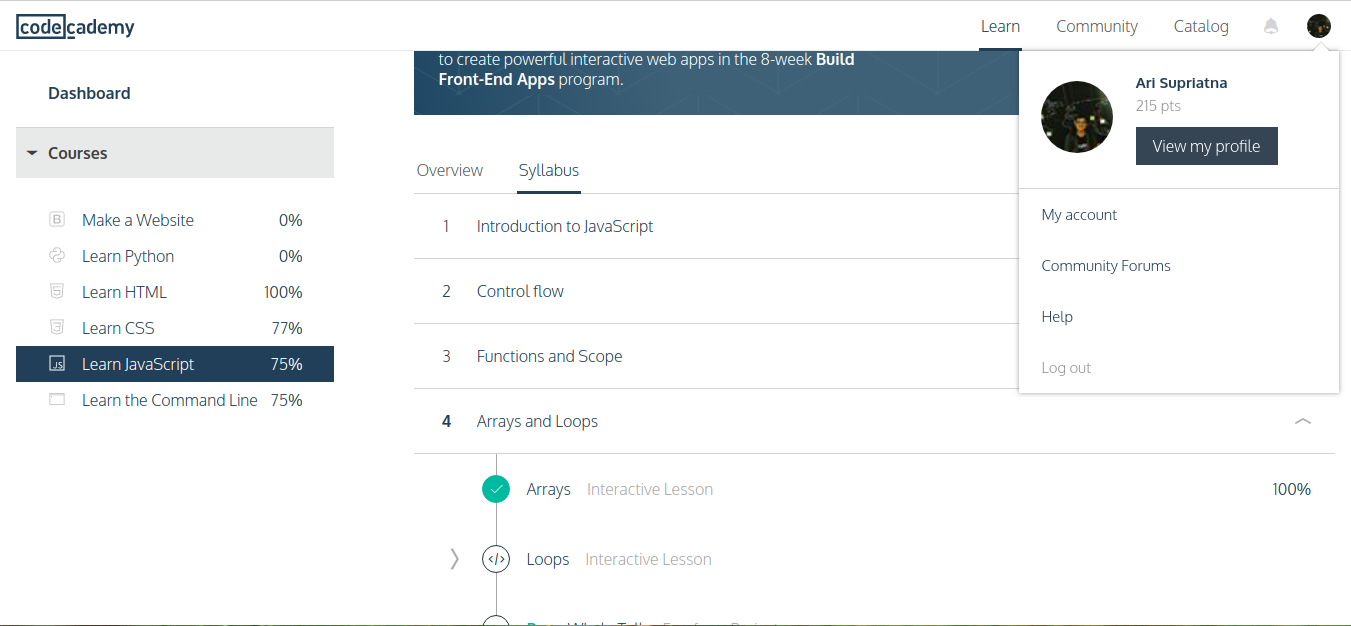 codecademy
Learn
Community
Catalog
Dashboard
Courses
B
Make a Website 0%
Learn Python 0%
Learn HTML 100%
Learn CSS 77%
JS
Learn JavaScript 75%
Learn the Command Line 75%
to create powerful interactive web apps in the 8-week Build
Front-End Apps program.
Overview
Syllabus
1 Introduction to JavaScript
2 Control flow
3 Functions and Scope
4 Arrays and Loops
Arrays Interactive Lesson 100%
</> Loops Interactive Lesson
Ari Supriatna
215 pts
View my profile
My account
Community Forums
Help
Log out